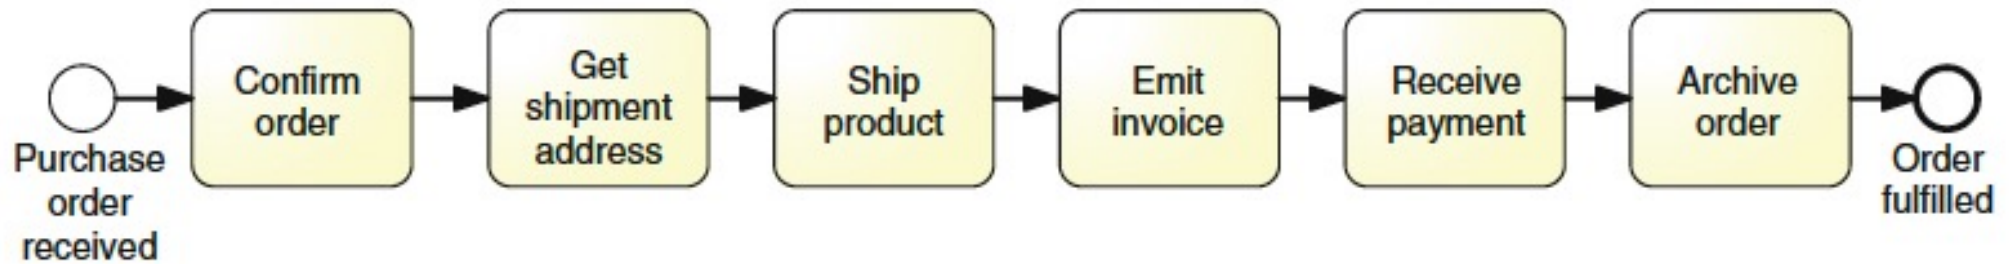 Purchase
order
received
Confirm
order
Get
shipment
address
Ship
product
Emit
invoice
Receive
payment
Archive
order
Order
fulfilled